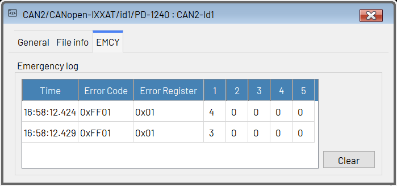 CAN2/CANopen-IXXAT/id1/PD-1240 : CAN2-Id1
General File info EMCY
Emergency log
Time Error Code Error Register 1 2 3 4 5
16:58:12.424 0xFF01 0x01 4 0 0 0 0
16:58:12.429 0xFF01 0x01 3 0 0 0 0
Clear